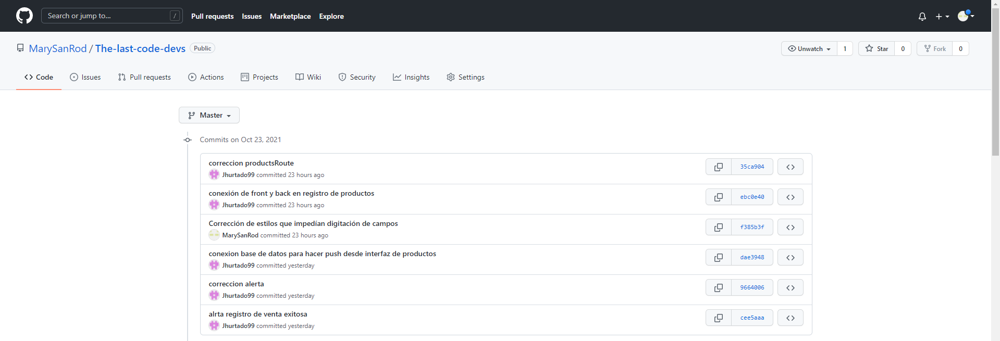 Search or jump to... /
Pull requests Issues Marketplace Explore
MarySanRod / The-last-code-devs Public
Unwatch 1 Star 0 Fork 0
Code Issues Pull requests Actions Projects Wiki Security Insights Settings
Master
Commits on Oct 23, 2021
correccion productsRoute
Jhurtado99 committed 23 hours ago
35ca904
conexión de front y back en registro de productos
Jhurtado99 committed 23 hours ago
ebc0e40
Corrección de estilos que impedían digitación de campos
MarySanRod committed 23 hours ago
f385b3f
conexion base de datos para hacer push desde interfaz de productos
Jhurtado99 committed yesterday
dae3948
correccion alerta
Jhurtado99 committed yesterday
9664006
alrta registro de venta exitosa
Jhurtado99 committed yesterday
cee5aaa